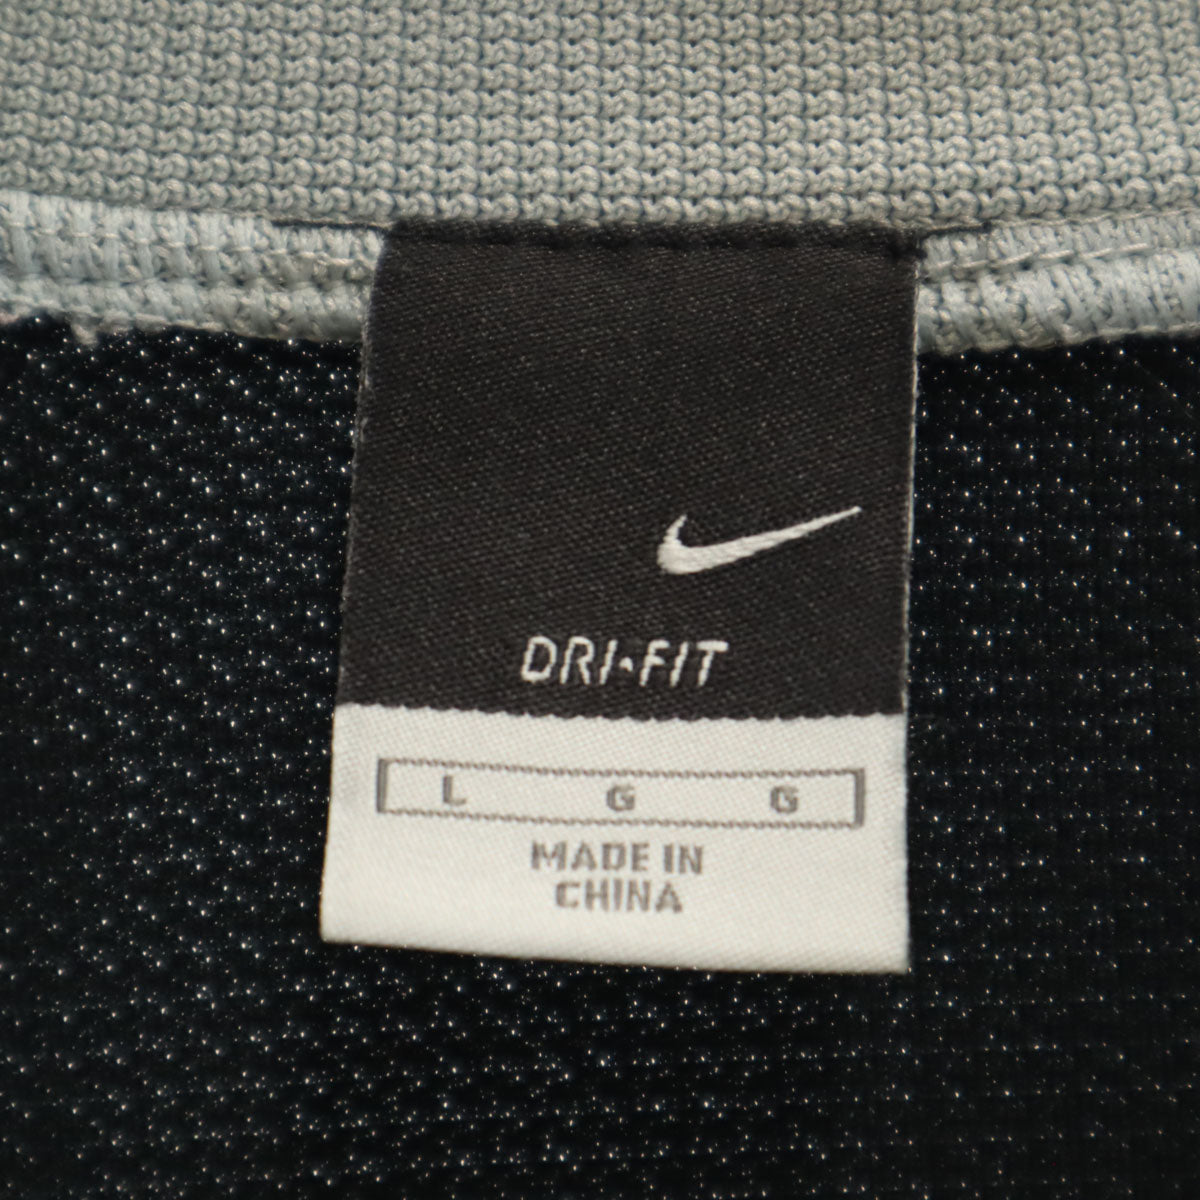 DRI-FIT
L G G
MADE IN
CHINA